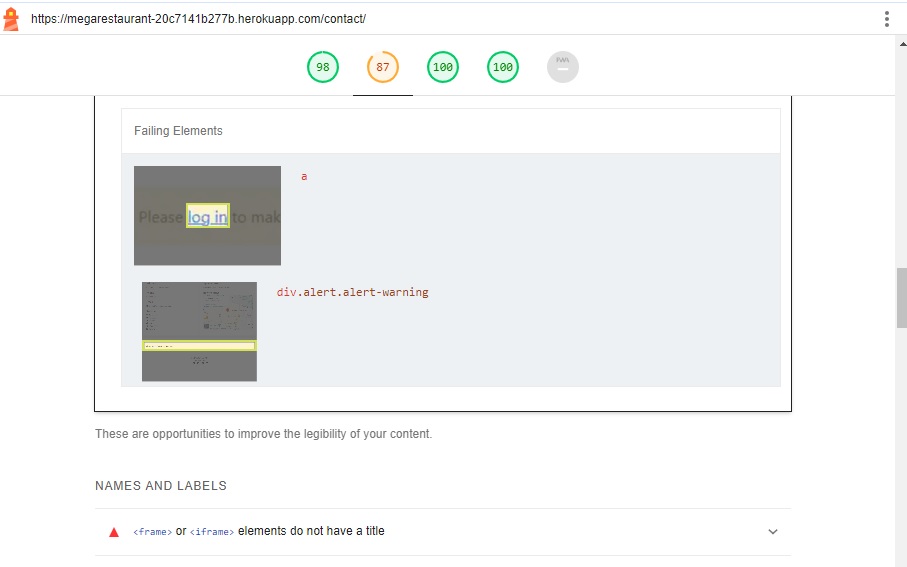 https://megarestaurant-20c7141b277b.herokuapp.com/contact/
98 87 100 100 PWA
Failing Elements
Please log in to mak
a
div.alert.alert-warning
These are opportunities to improve the legibility of your content.
NAMES AND LABELS
<frame> or <iframe> elements do not have a title